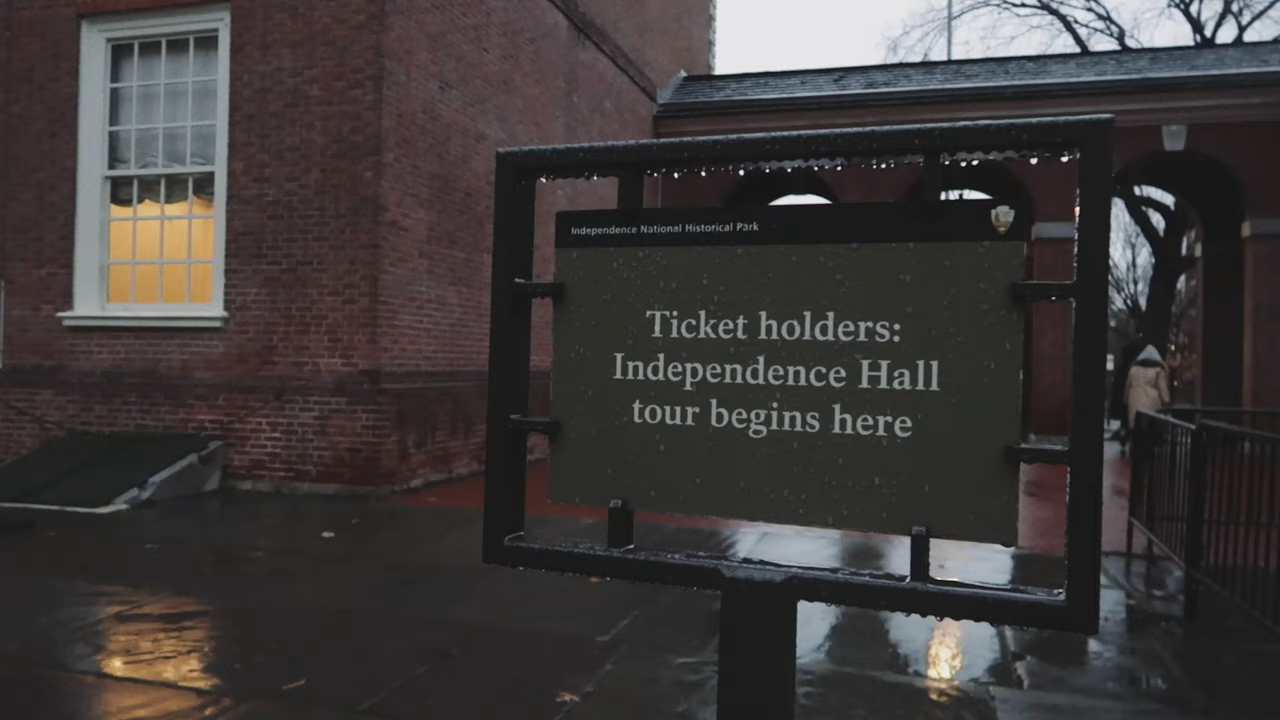 Independence National Historical Park
Ticket holders:
Independence Hall
tour begins here